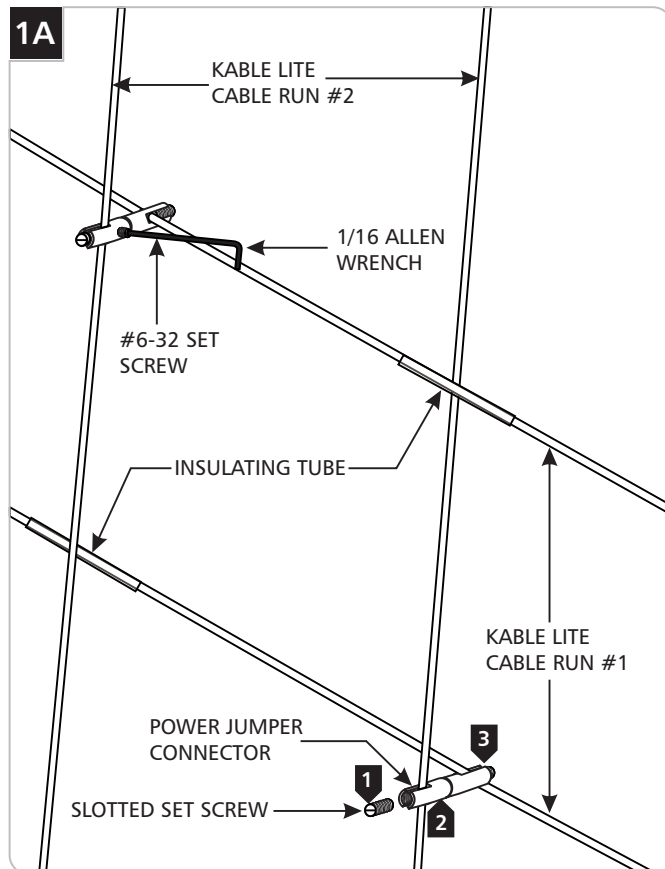 1A
KABLE LITE
CABLE RUN #2
1/16 ALLEN
WRENCH
#6-32 SET
SCREW
INSULATING TUBE
KABLE LITE
CABLE RUN #1
POWER JUMPER
CONNECTOR
3
1
SLOTTED SET SCREW
2